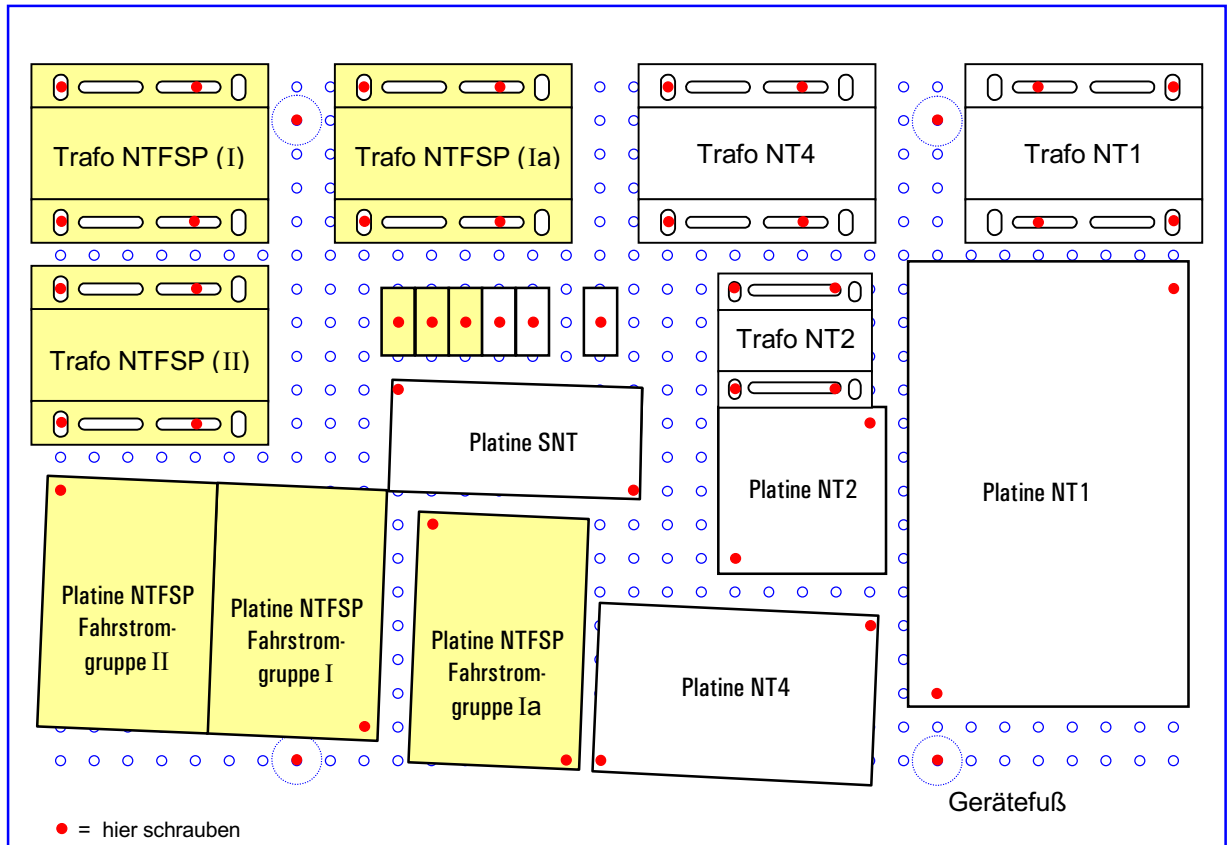 Trafo NTFSP (I)
Trafo NTFSP (Ia)
Trafo NT4
Trafo NT1
Trafo NTFSP (II)
Trafo NT2
Platine SNT
Platine NT2
Platine NT1
Platine NTFSP
Fahrstrom-
gruppe II
Platine NTFSP
Fahrstrom-
gruppe I
Platine NTFSP
Fahrstrom-
gruppe Ia
Platine NT4
Gerätefuß
= hier schrauben